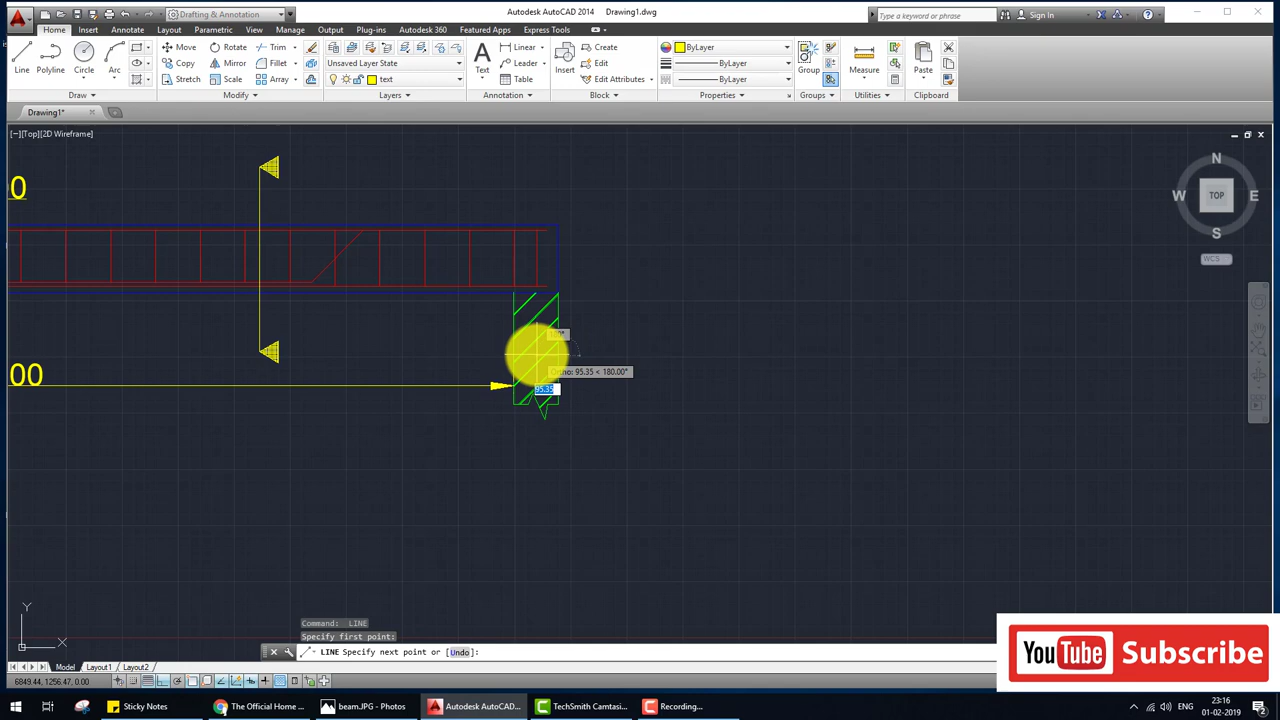 Drafting & Annotation
Autodesk AutoCAD 2014 Drawing1.dwg
Type a keyword or phrase
Sign In
Home Insert Annotate Layout Parametric View Manage Output Plug-ins Autodesk 360 Featured Apps Express Tools
Move Rotate Trim
Copy Mirror Fillet
Stretch Scale Array
Line Polyline Circle Arc
Unsaved Layer State
text
Text
Linear
Leader
Table
Insert
Create
Edit
Edit Attributes
ByLayer
ByLayer
ByLayer
Group
Measure
Paste
Draw Modify Layers Annotation Block Properties Groups Utilities Clipboard
Drawing1*
[−][Top][2D Wireframe]
N
W TOP E
S
WCS
00
Ortho: 95.35 < 180.00°
00
95.35
Y
X
Command: LINE
Specify first point:
LINE Specify next point or [Undo]:
Model Layout1 Layout2
6849.44, 1256.47, 0.00
YouTube Subscribe
Sticky Notes
The Official Home ...
beam.JPG - Photos
Autodesk AutoCAD ...
TechSmith Camtasi...
Recording...
ENG
23:16
01-02-2019
2